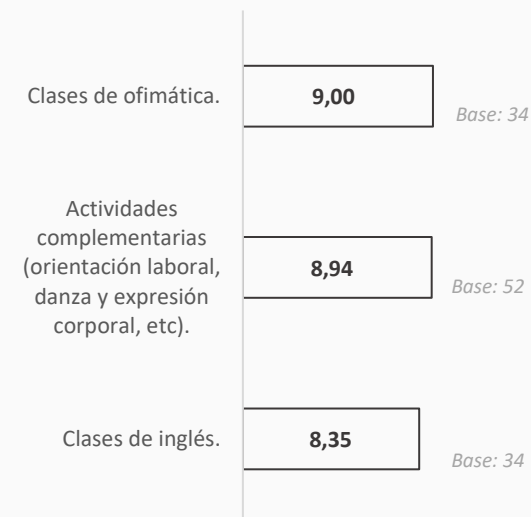 Clases de ofimática.
9,00
Base: 34
Actividades
complementarias
(orientación laboral,
danza y expresión
corporal, etc).
8,94
Base: 52
Clases de inglés.
8,35
Base: 34